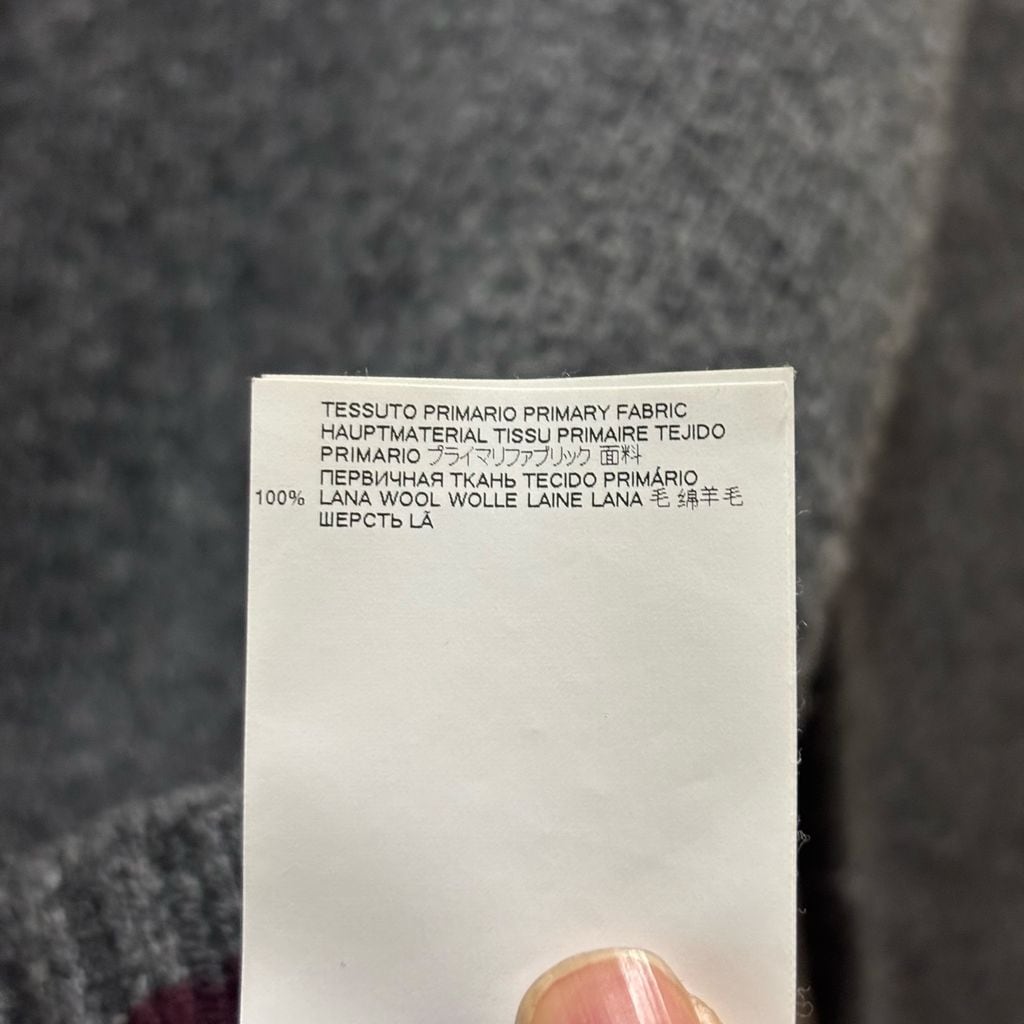 TESSUTO PRIMARIO PRIMARY FABRIC
HAUPTMATERIAL TISSU PRIMAIRE TEJIDO
PRIMARIO プライマリファブリック 面料
ПЕРВИЧНАЯ ТКАНЬ TECIDO PRIMÁRIO
100% LANA WOOL WOLLE LAINE LANA 毛 绵羊毛
ШЕРСТЬ LÃ